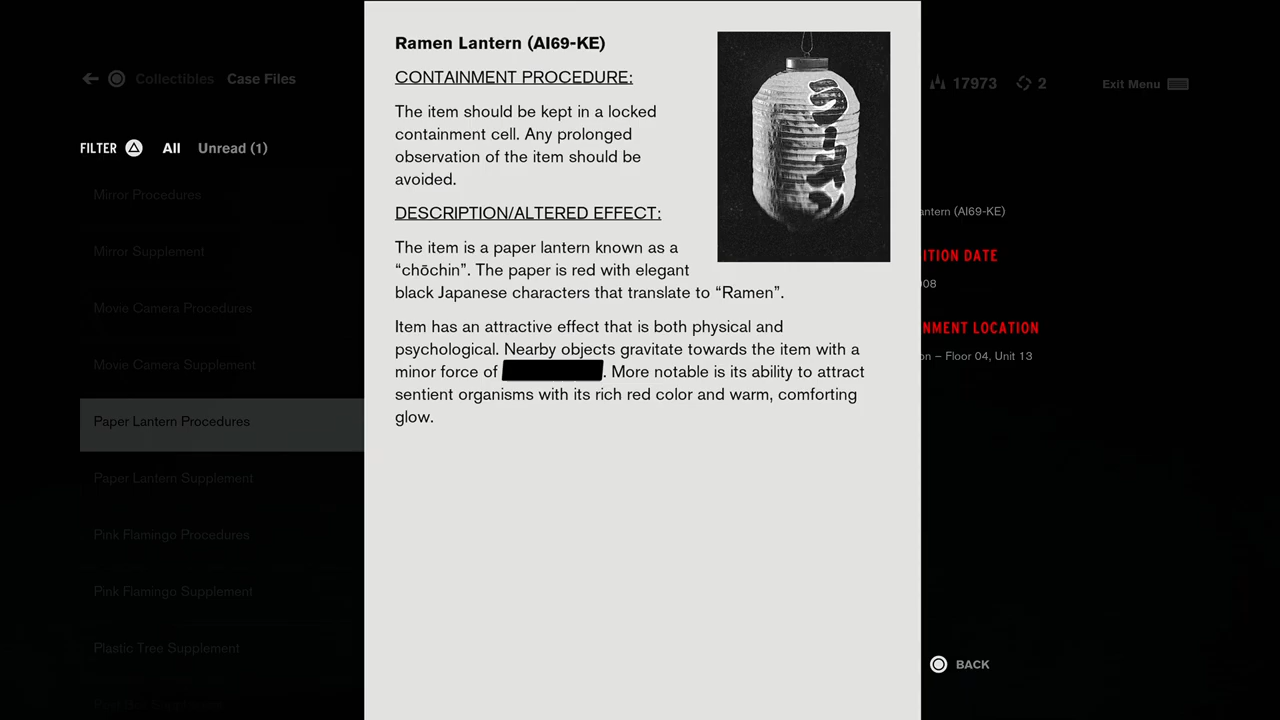 Collectibles Case Files
17973 2
Exit Menu
FILTER All Unread (1)
Mirror Procedures
Mirror Supplement
Movie Camera Procedures
Movie Camera Supplement
Paper Lantern Procedures
Paper Lantern Supplement
Pink Flamingo Procedures
Pink Flamingo Supplement
Plastic Tree Supplement
Ramen Lantern (AI69-KE)
CONTAINMENT PROCEDURE:
The item should be kept in a locked
containment cell. Any prolonged
observation of the item should be
avoided.
DESCRIPTION/ALTERED EFFECT:
The item is a paper lantern known as a
“chōchin”. The paper is red with elegant
black Japanese characters that translate to “Ramen”.
Item has an attractive effect that is both physical and
psychological. Nearby objects gravitate towards the item with a
minor force of . More notable is its ability to attract
sentient organisms with its rich red color and warm, comforting
glow.
らーめん
antern (AI69-KE)
ITION DATE
08
NMENT LOCATION
on – Floor 04, Unit 13
BACK